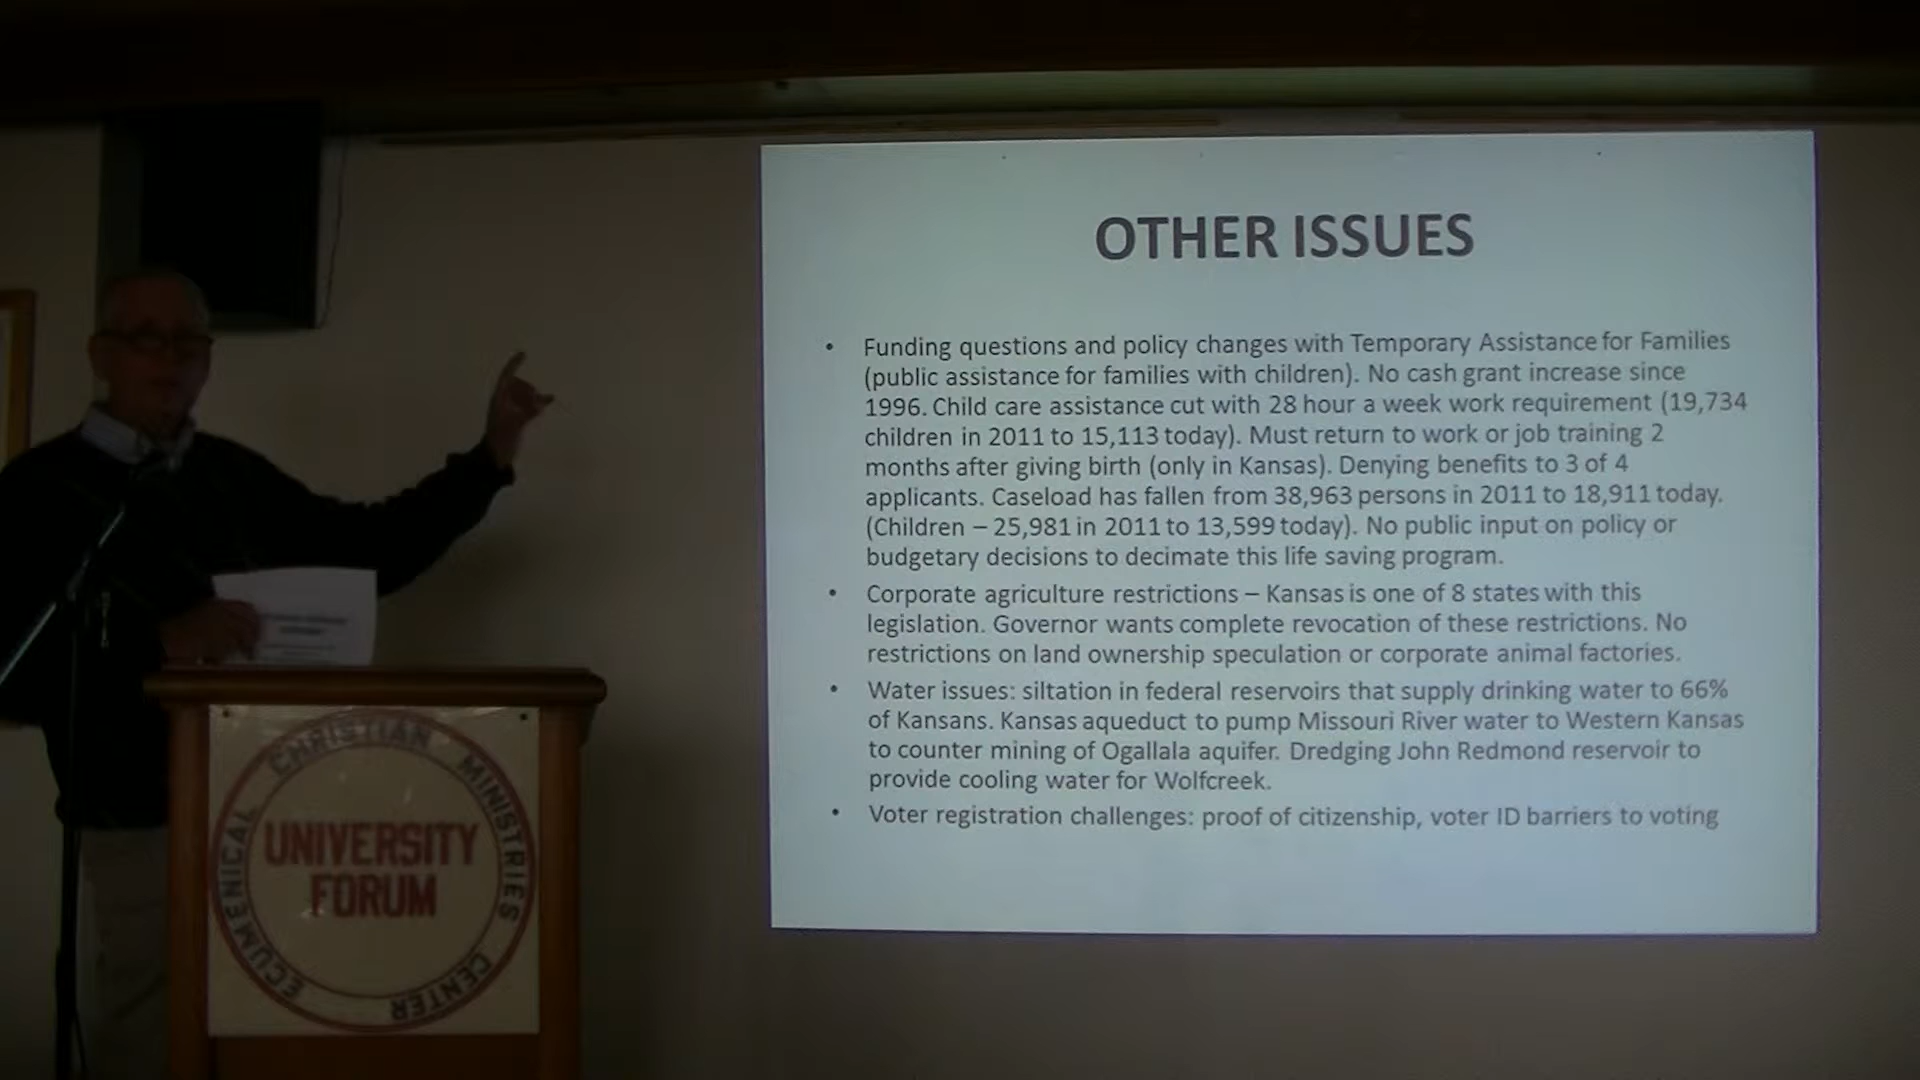 OTHER ISSUES
• Funding questions and policy changes with Temporary Assistance for Families
(public assistance for families with children). No cash grant increase since
1996. Child care assistance cut with 28 hour a week work requirement (19,734
children in 2011 to 15,113 today). Must return to work or job training 2
months after giving birth (only in Kansas). Denying benefits to 3 of 4
applicants. Caseload has fallen from 38,963 persons in 2011 to 18,911 today.
(Children – 25,981 in 2011 to 13,599 today). No public input on policy or
budgetary decisions to decimate this life saving program.
• Corporate agriculture restrictions – Kansas is one of 8 states with this
legislation. Governor wants complete revocation of these restrictions. No
restrictions on land ownership speculation or corporate animal factories.
• Water issues: siltation in federal reservoirs that supply drinking water to 66%
of Kansans. Kansas aqueduct to pump Missouri River water to Western Kansas
to counter mining of Ogallala aquifer. Dredging John Redmond reservoir to
provide cooling water for Wolfcreek.
• Voter registration challenges: proof of citizenship, voter ID barriers to voting
ECUMENICAL CHRISTIAN MINISTRIES CENTER
UNIVERSITY
FORUM